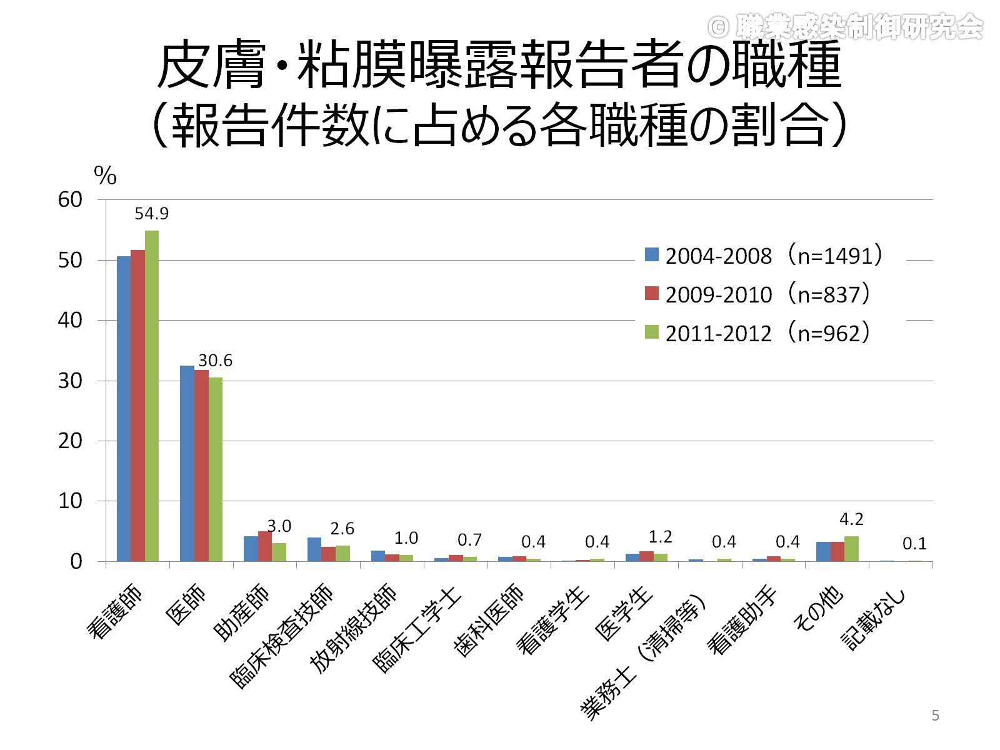 © 職業感染制御研究会
皮膚・粘膜曝露報告者の職種
（報告件数に占める各職種の割合）
%
60
50
40
30
20
10
0
54.9
30.6
3.0
2.6
1.0
0.7
0.4
0.4
1.2
0.4
0.4
4.2
0.1
2004-2008（n=1491）
2009-2010（n=837）
2011-2012（n=962）
看護師
医師
助産師
臨床検査技師
放射線技師
臨床工学士
歯科医師
看護学生
医学生
業務士（清掃等）
看護助手
その他
記載なし
5